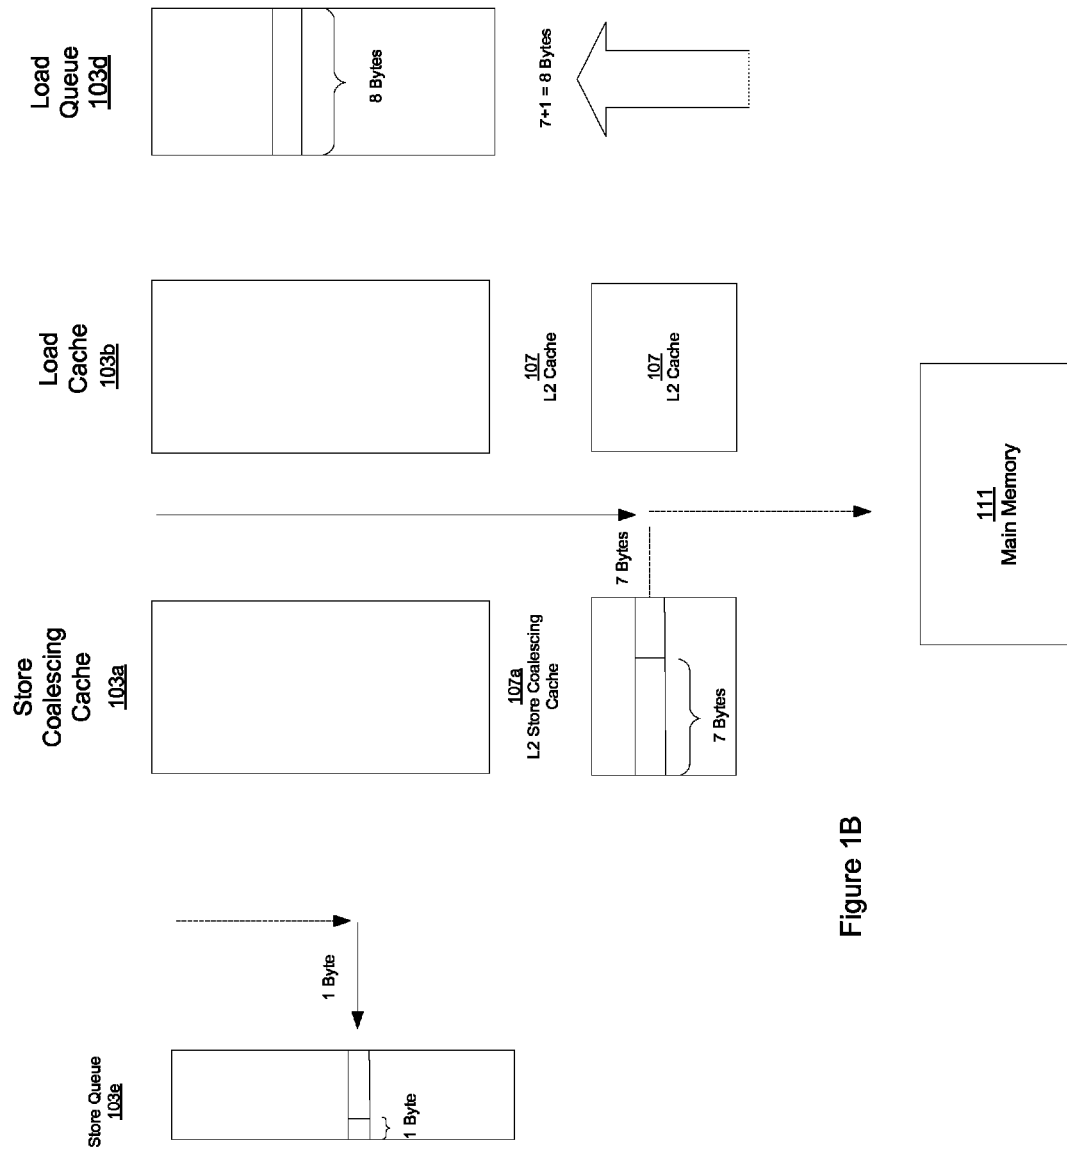 Store Queue
103e
1 Byte
1 Byte
Store
Coalescing
Cache
103a
107a
L2 Store Coalescing
Cache
7 Bytes
7 Bytes
Load
Cache
103b
107
L2 Cache
107
L2 Cache
Load
Queue
103d
8 Bytes
7+1 = 8 Bytes
111
Main Memory
Figure 1B